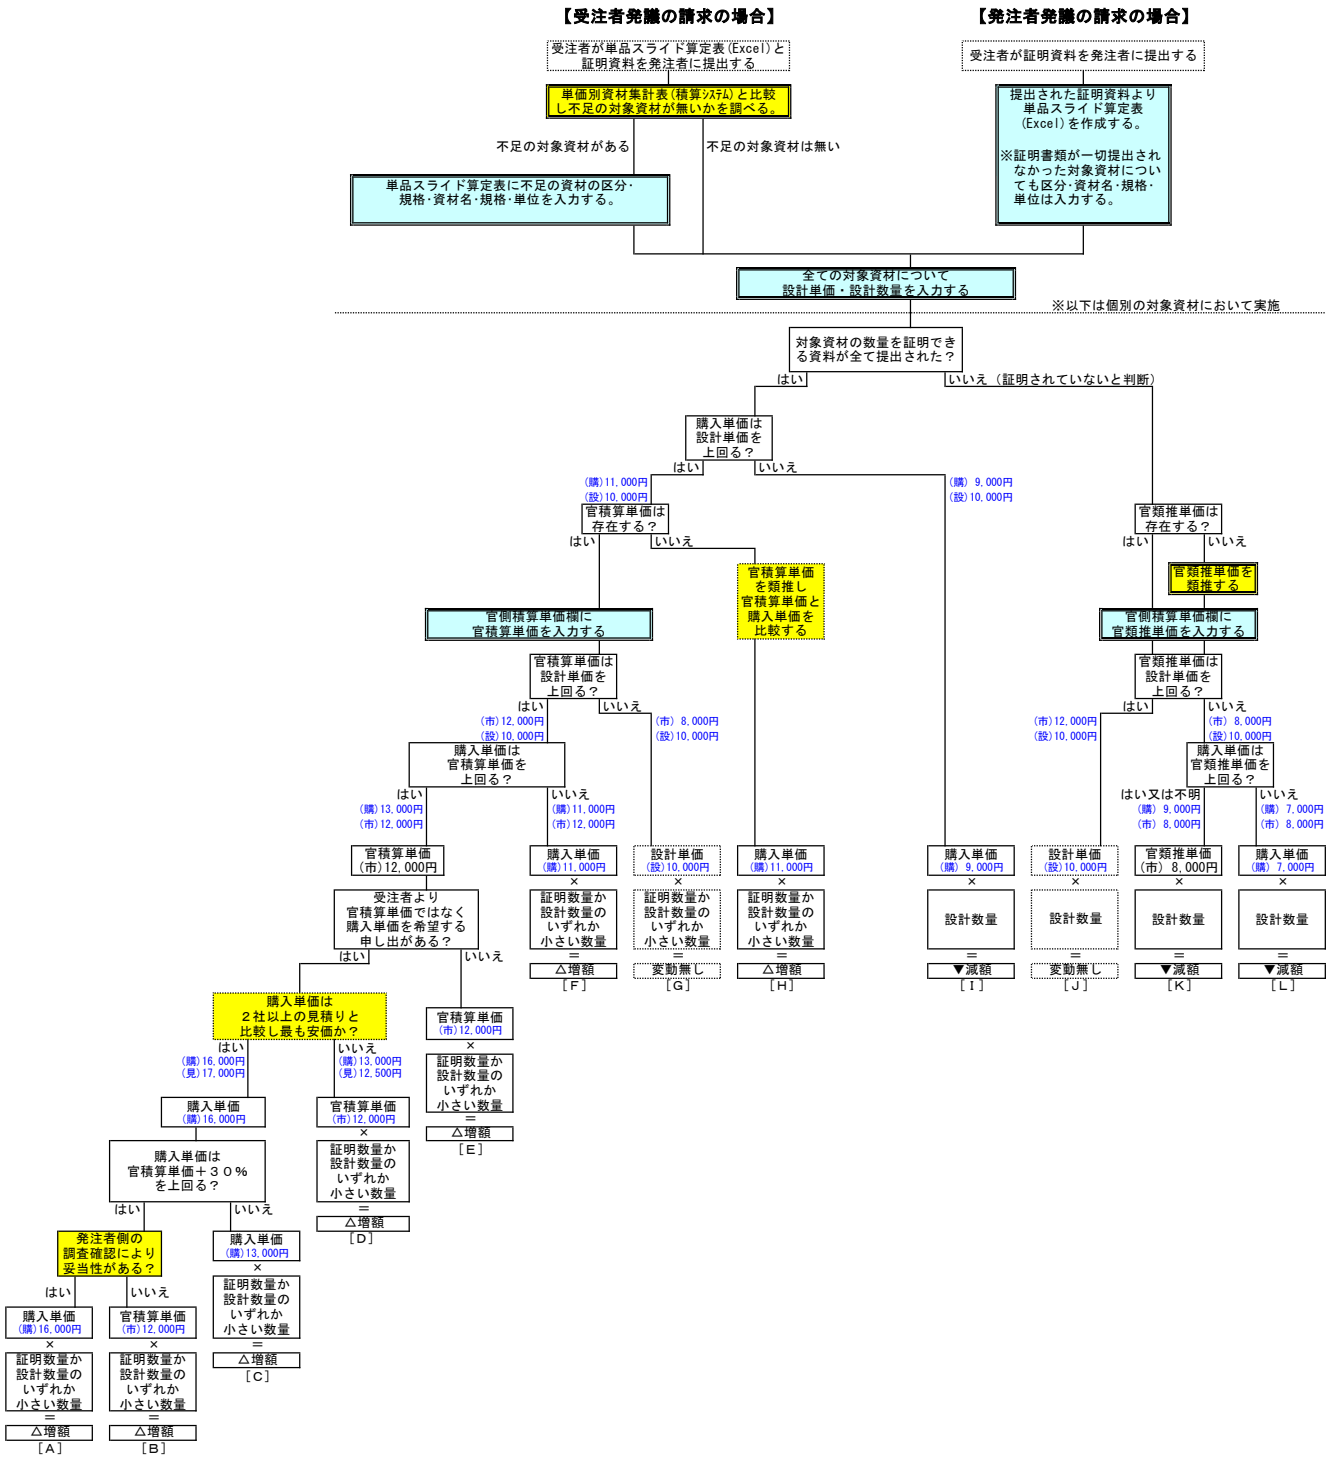 【受注者発議の請求の場合】
【発注者発議の請求の場合】
受注者が単品スライド算定表(Excel)と
証明資料を発注者に提出する
受注者が証明資料を発注者に提出する
単価別資材集計表(積算ｼｽﾃﾑ)と比較
し不足の対象資材が無いかを調べる。
提出された証明資料より
単品スライド算定表
(Excel)を作成する。
※証明書類が一切提出され
なかった対象資材につい
ても区分・資材名・規格・
単位は入力する。
不足の対象資材がある
不足の対象資材は無い
単品スライド算定表に不足の資材の区分・
規格・資材名・規格・単位を入力する。
全ての対象資材について
設計単価・設計数量を入力する
※以下は個別の対象資材において実施
対象資材の数量を証明でき
る資料が全て提出された？
はい
いいえ（証明されていないと判断）
購入単価は
設計単価を
上回る？
はい
いいえ
(購)11,000円
(設)10,000円
(購) 9,000円
(設)10,000円
官積算単価は
存在する？
はい
いいえ
官類推単価は
存在する？
はい
いいえ
官積算単価
を類推し
官積算単価と
購入単価を
比較する
官類推単価を
類推する
官側積算単価欄に
官積算単価を入力する
官側積算単価欄に
官類推単価を入力する
官積算単価は
設計単価を
上回る？
はい
いいえ
(市)12,000円
(設)10,000円
(市) 8,000円
(設)10,000円
官類推単価は
設計単価を
上回る？
はい
いいえ
(市)12,000円
(設)10,000円
(市) 8,000円
(設)10,000円
購入単価は
官積算単価を
上回る？
はい
いいえ
(購)13,000円
(市)12,000円
(購)11,000円
(市)12,000円
購入単価は
官類推単価を
上回る？
はい又は不明
いいえ
(購) 9,000円
(市) 8,000円
(購) 7,000円
(市) 8,000円
官積算単価
(市)12,000円
購入単価
(購)11,000円
×
証明数量か
設計数量の
いずれか
小さい数量
＝
△増額
[Ｆ]
設計単価
(設)10,000円
×
証明数量か
設計数量の
いずれか
小さい数量
＝
変動無し
[Ｇ]
購入単価
(購)11,000円
×
証明数量か
設計数量の
いずれか
小さい数量
＝
△増額
[Ｈ]
購入単価
(購) 9,000円
×
設計数量
＝
▼減額
[Ｉ]
設計単価
(設)10,000円
×
設計数量
＝
変動無し
[Ｊ]
官類推単価
(市) 8,000円
×
設計数量
＝
▼減額
[Ｋ]
購入単価
(購) 7,000円
×
設計数量
＝
▼減額
[Ｌ]
受注者より
官積算単価ではなく
購入単価を希望する
申し出がある？
はい
いいえ
購入単価は
２社以上の見積りと
比較し最も安価か？
はい
いいえ
(購)16,000円
(見)17,000円
(購)13,000円
(見)12,500円
官積算単価
(市)12,000円
×
証明数量か
設計数量の
いずれか
小さい数量
＝
△増額
[Ｅ]
購入単価
(購)16,000円
官積算単価
(市)12,000円
×
証明数量か
設計数量の
いずれか
小さい数量
＝
△増額
[Ｄ]
購入単価は
官積算単価＋３０％
を上回る？
はい
いいえ
発注者側の
調査確認により
妥当性がある？
はい
いいえ
購入単価
(購)13,000円
×
証明数量か
設計数量の
いずれか
小さい数量
＝
△増額
[Ｃ]
購入単価
(購)16,000円
×
証明数量か
設計数量の
いずれか
小さい数量
＝
△増額
[Ａ]
官積算単価
(市)12,000円
×
証明数量か
設計数量の
いずれか
小さい数量
＝
△増額
[Ｂ]